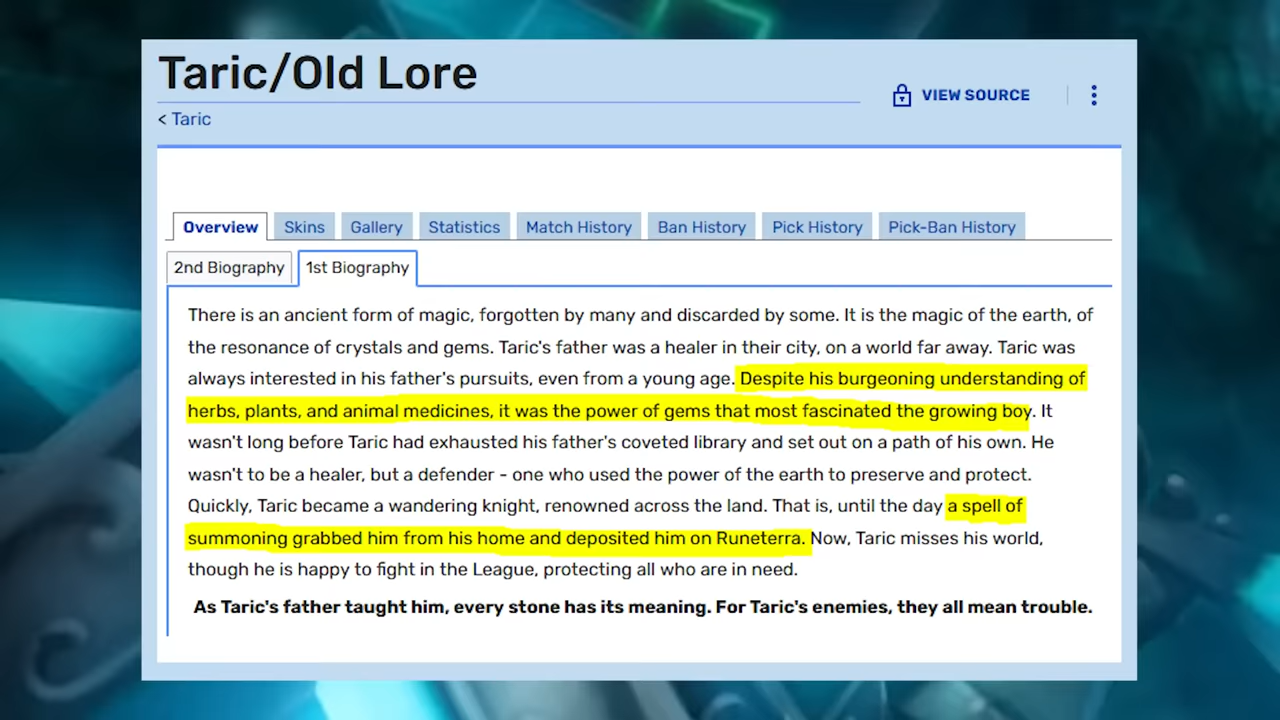 Taric/Old Lore
VIEW SOURCE
< Taric
Overview
Skins
Gallery
Statistics
Match History
Ban History
Pick History
Pick-Ban History
2nd Biography
1st Biography
There is an ancient form of magic, forgotten by many and discarded by some. It is the magic of the earth, of
the resonance of crystals and gems. Taric's father was a healer in their city, on a world far away. Taric was
always interested in his father's pursuits, even from a young age. Despite his burgeoning understanding of
herbs, plants, and animal medicines, it was the power of gems that most fascinated the growing boy. It
wasn't long before Taric had exhausted his father's coveted library and set out on a path of his own. He
wasn't to be a healer, but a defender - one who used the power of the earth to preserve and protect.
Quickly, Taric became a wandering knight, renowned across the land. That is, until the day a spell of
summoning grabbed him from his home and deposited him on Runeterra. Now, Taric misses his world,
though he is happy to fight in the League, protecting all who are in need.
As Taric's father taught him, every stone has its meaning. For Taric's enemies, they all mean trouble.